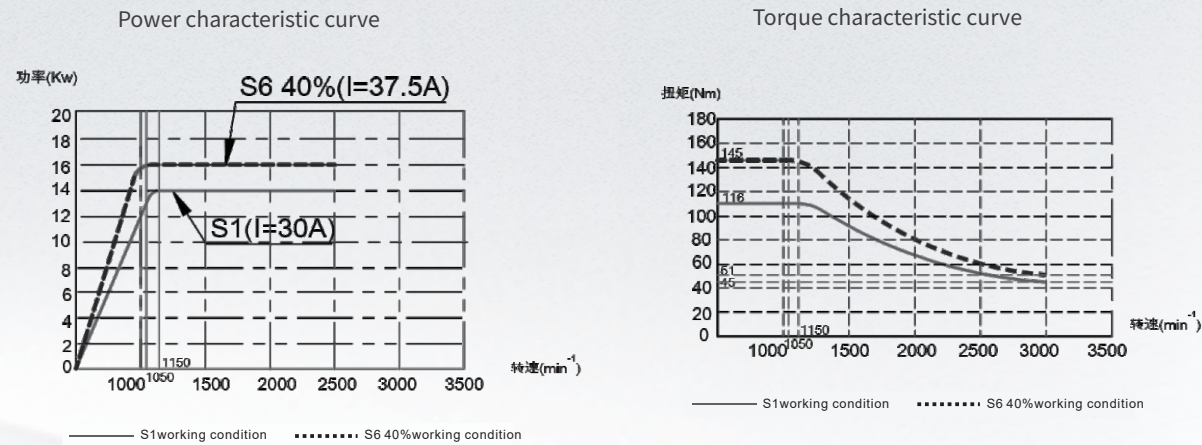 Power characteristic curve
功率(Kw)
S6 40%(I=37.5A)
20
18
16
14
12
10
8
6
4
2
0
S1(I=30A)
1000 1050 1150 1500 2000 2500 3000 3500
转速(min⁻¹)
S1working condition
S6 40%working condition
Torque characteristic curve
扭矩(Nm)
180
160
145
140
120
116
100
80
60
51
45
40
20
0
1000 1050 1150 1500 2000 2500 3000 3500
转速(min⁻¹)
S1working condition
S6 40%working condition